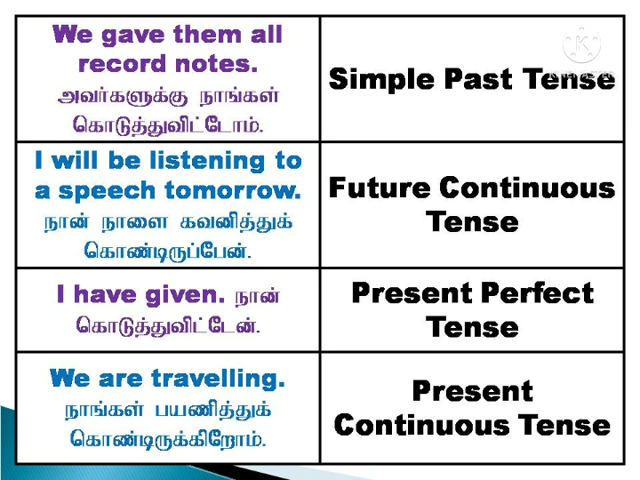 We gave them all
record notes.
அவர்களுக்கு நாங்கள்
கொடுத்துவிட்டோம்.
Simple Past Tense
I will be listening to
a speech tomorrow.
நான் நாளை கவனித்துக்
கொண்டிருப்பேன்.
Future Continuous
Tense
I have given. நான்
கொடுத்துவிட்டேன்.
Present Perfect
Tense
We are travelling.
நாங்கள் பயணித்துக்
கொண்டிருக்கிறோம்.
Present
Continuous Tense